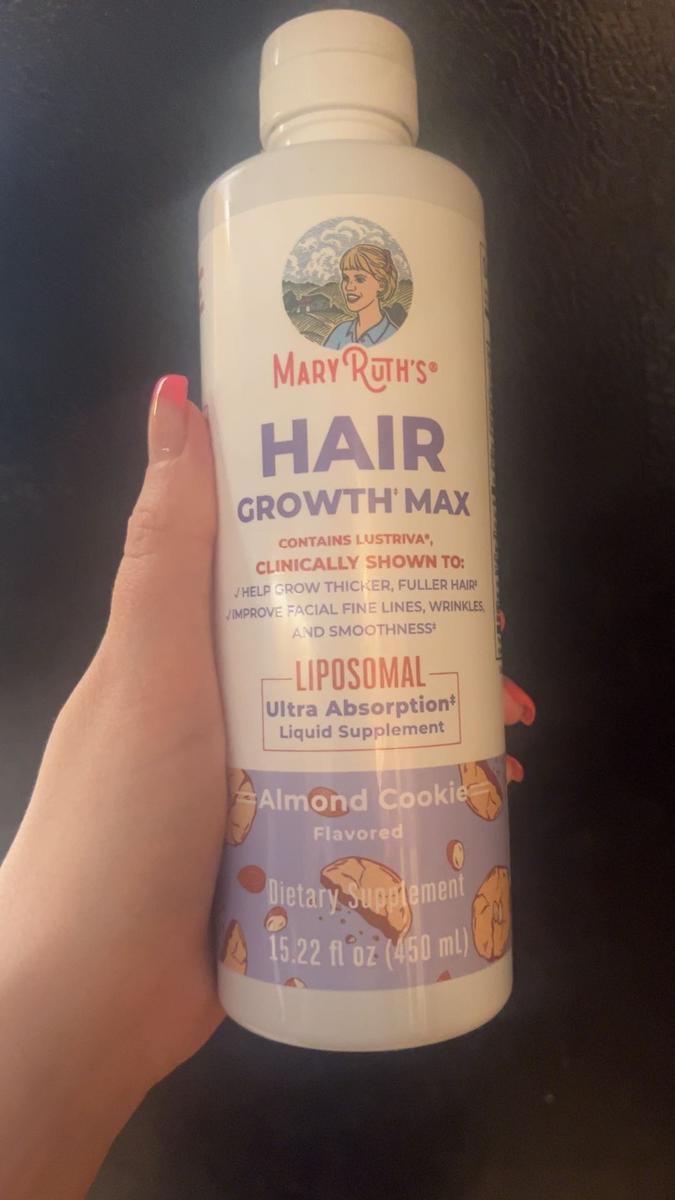 MARY RUTH'S®
HAIR
GROWTH‡ MAX
CONTAINS LUSTRIVA®,
CLINICALLY SHOWN TO:
√ HELP GROW THICKER, FULLER HAIR‡
√ IMPROVE FACIAL FINE LINES, WRINKLES,
AND SMOOTHNESS‡
LIPOSOMAL
Ultra Absorption‡
Liquid Supplement
Almond Cookie
Flavored
Dietary Supplement
15.22 fl oz (450 mL)